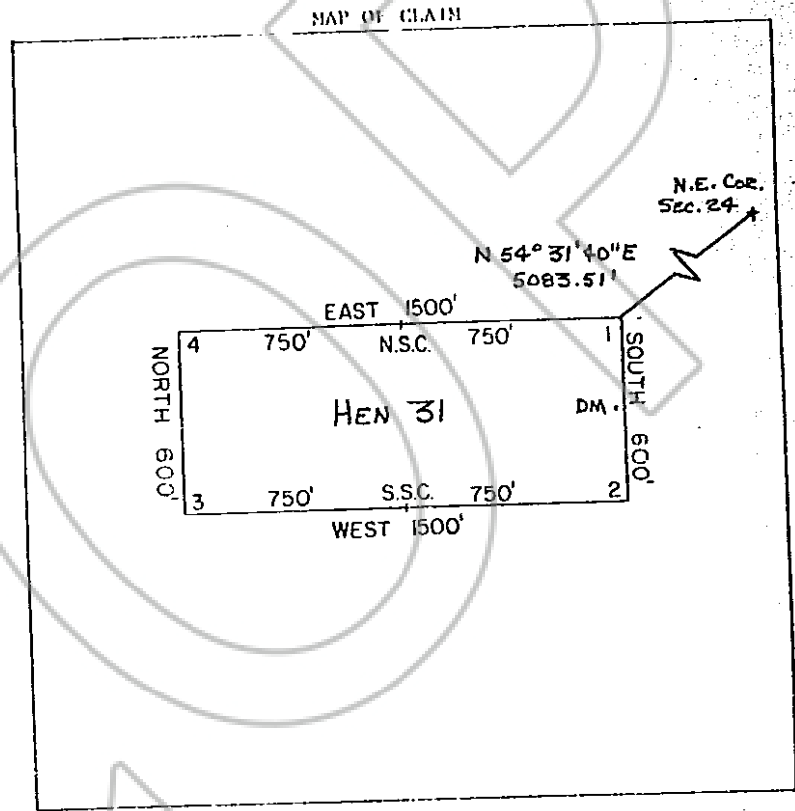 MAP OF CLAIM
N.E. COR.
SEC. 24
N 54° 31' 40" E
5083.51'
EAST 1500'
4 750' N.S.C. 750' 1
NORTH 600'
SOUTH 600'
HEN 31
DM.
3 750' S.S.C. 750' 2
WEST 1500'